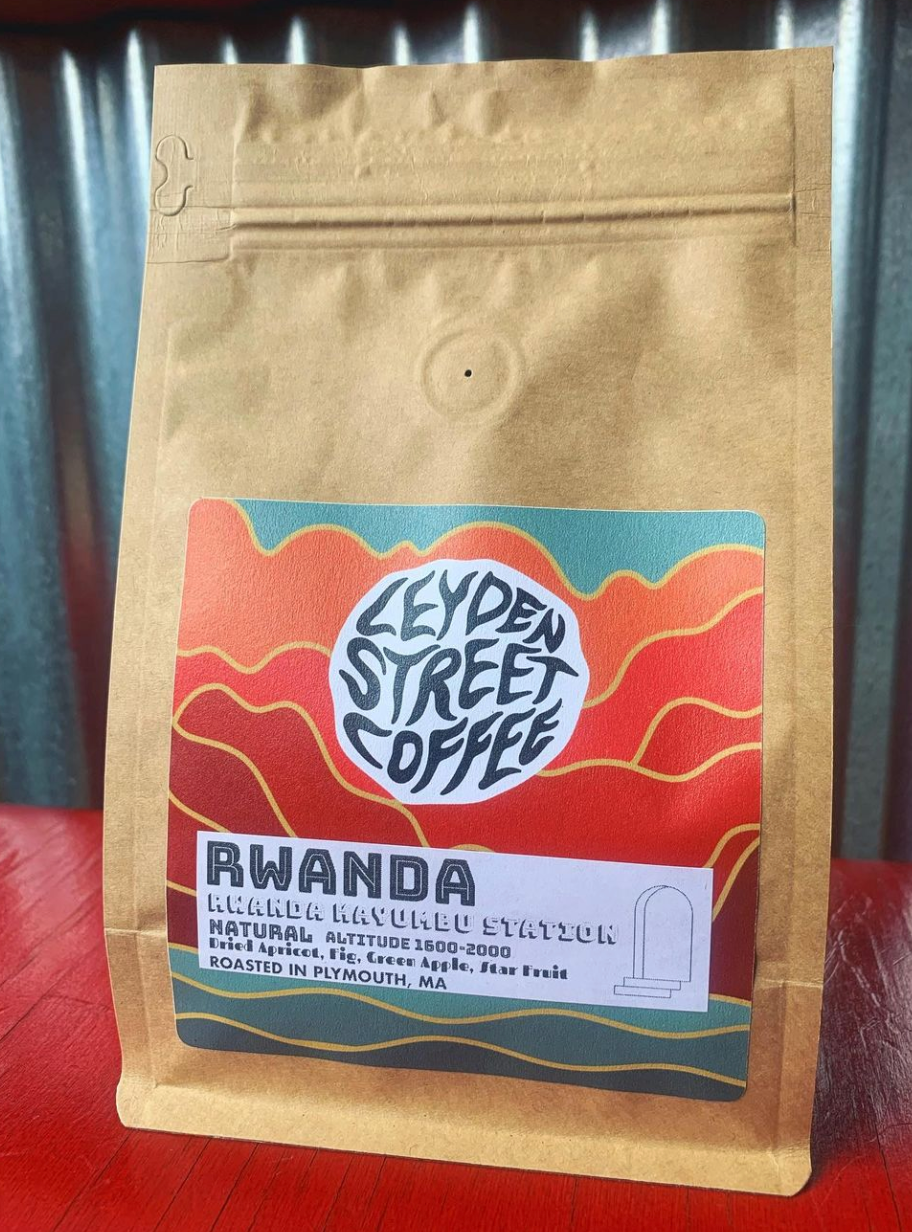 LEYDEN
STREET
COFFEE
RWANDA
RWANDA KAYUMBU STATION
NATURAL ALTITUDE 1600-2000
Dried Apricot, Fig, Green Apple, Star Fruit
ROASTED IN PLYMOUTH, MA